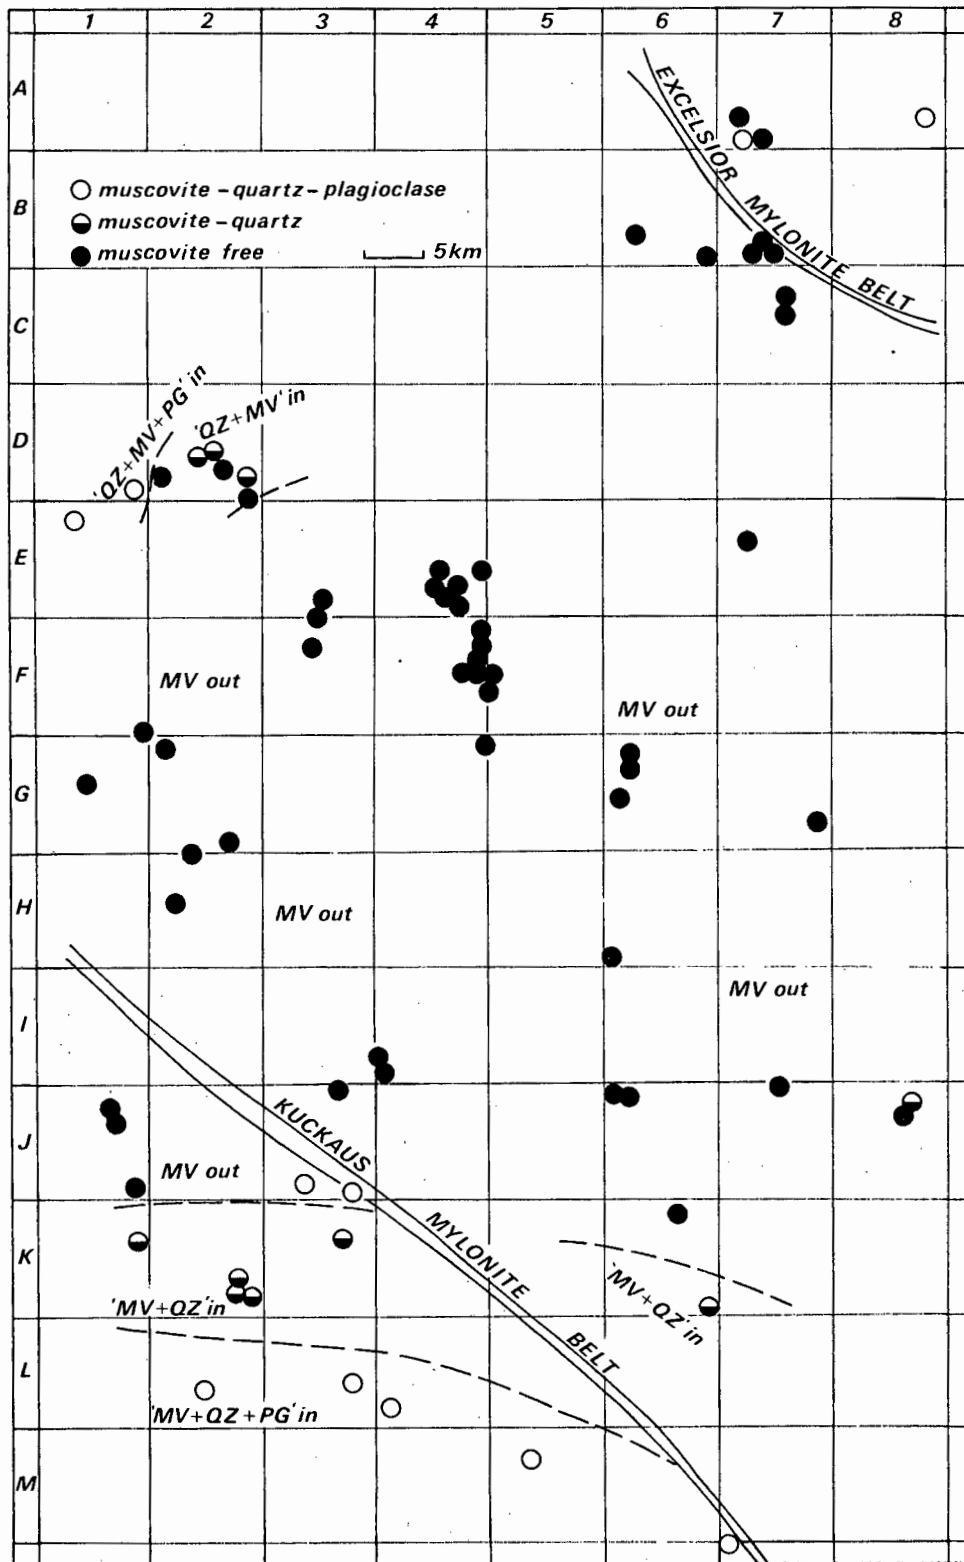 1 2 3 4 5 6 7 8
A
EXCELSIOR MYLONITE BELT
B
muscovite-quartz-plagioclase
muscovite-quartz
muscovite free 5km
C
D
'QZ+MV+PG' in
'QZ+MV' in
E
F
MV out
MV out
G
H
MV out
I
MV out
J
KUCKAUS MYLONITE BELT
MV out
K
'MV+QZ' in
'MV+QZ' in
L
'MV+QZ+PG' in
M